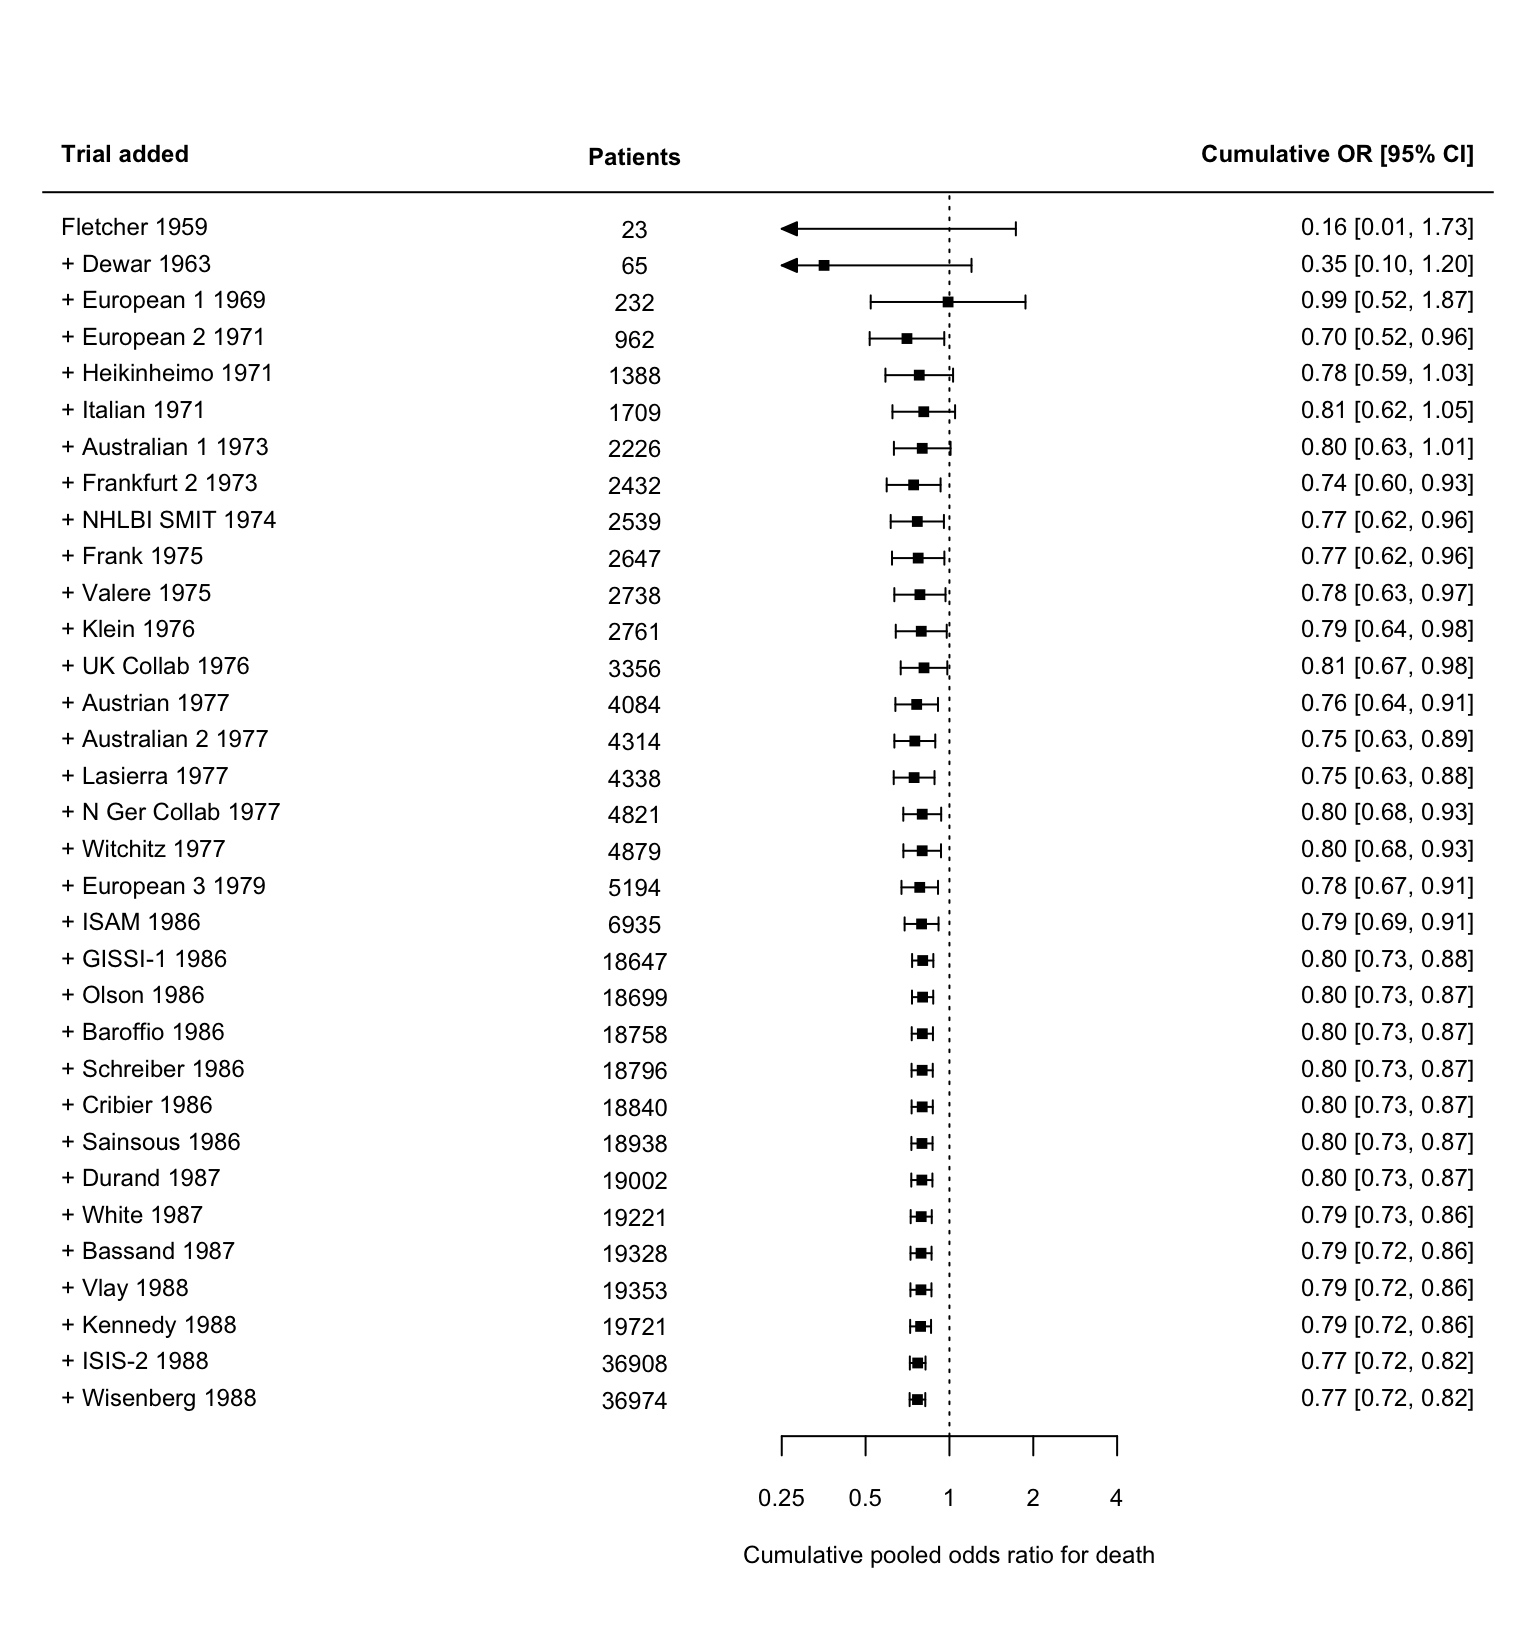 Trial added Patients Cumulative OR [95% CI]
Fletcher 1959 23 0.16 [0.01, 1.73]
+ Dewar 1963 65 0.35 [0.10, 1.20]
+ European 1 1969 232 0.99 [0.52, 1.87]
+ European 2 1971 962 0.70 [0.52, 0.96]
+ Heikinheimo 1971 1388 0.78 [0.59, 1.03]
+ Italian 1971 1709 0.81 [0.62, 1.05]
+ Australian 1 1973 2226 0.80 [0.63, 1.01]
+ Frankfurt 2 1973 2432 0.74 [0.60, 0.93]
+ NHLBI SMIT 1974 2539 0.77 [0.62, 0.96]
+ Frank 1975 2647 0.77 [0.62, 0.96]
+ Valere 1975 2738 0.78 [0.63, 0.97]
+ Klein 1976 2761 0.79 [0.64, 0.98]
+ UK Collab 1976 3356 0.81 [0.67, 0.98]
+ Austrian 1977 4084 0.76 [0.64, 0.91]
+ Australian 2 1977 4314 0.75 [0.63, 0.89]
+ Lasierra 1977 4338 0.75 [0.63, 0.88]
+ N Ger Collab 1977 4821 0.80 [0.68, 0.93]
+ Witchitz 1977 4879 0.80 [0.68, 0.93]
+ European 3 1979 5194 0.78 [0.67, 0.91]
+ ISAM 1986 6935 0.79 [0.69, 0.91]
+ GISSI-1 1986 18647 0.80 [0.73, 0.88]
+ Olson 1986 18699 0.80 [0.73, 0.87]
+ Baroffio 1986 18758 0.80 [0.73, 0.87]
+ Schreiber 1986 18796 0.80 [0.73, 0.87]
+ Cribier 1986 18840 0.80 [0.73, 0.87]
+ Sainsous 1986 18938 0.80 [0.73, 0.87]
+ Durand 1987 19002 0.80 [0.73, 0.87]
+ White 1987 19221 0.79 [0.73, 0.86]
+ Bassand 1987 19328 0.79 [0.72, 0.86]
+ Vlay 1988 19353 0.79 [0.72, 0.86]
+ Kennedy 1988 19721 0.79 [0.72, 0.86]
+ ISIS-2 1988 36908 0.77 [0.72, 0.82]
+ Wisenberg 1988 36974 0.77 [0.72, 0.82]
0.25 0.5 1 2 4
Cumulative pooled odds ratio for death